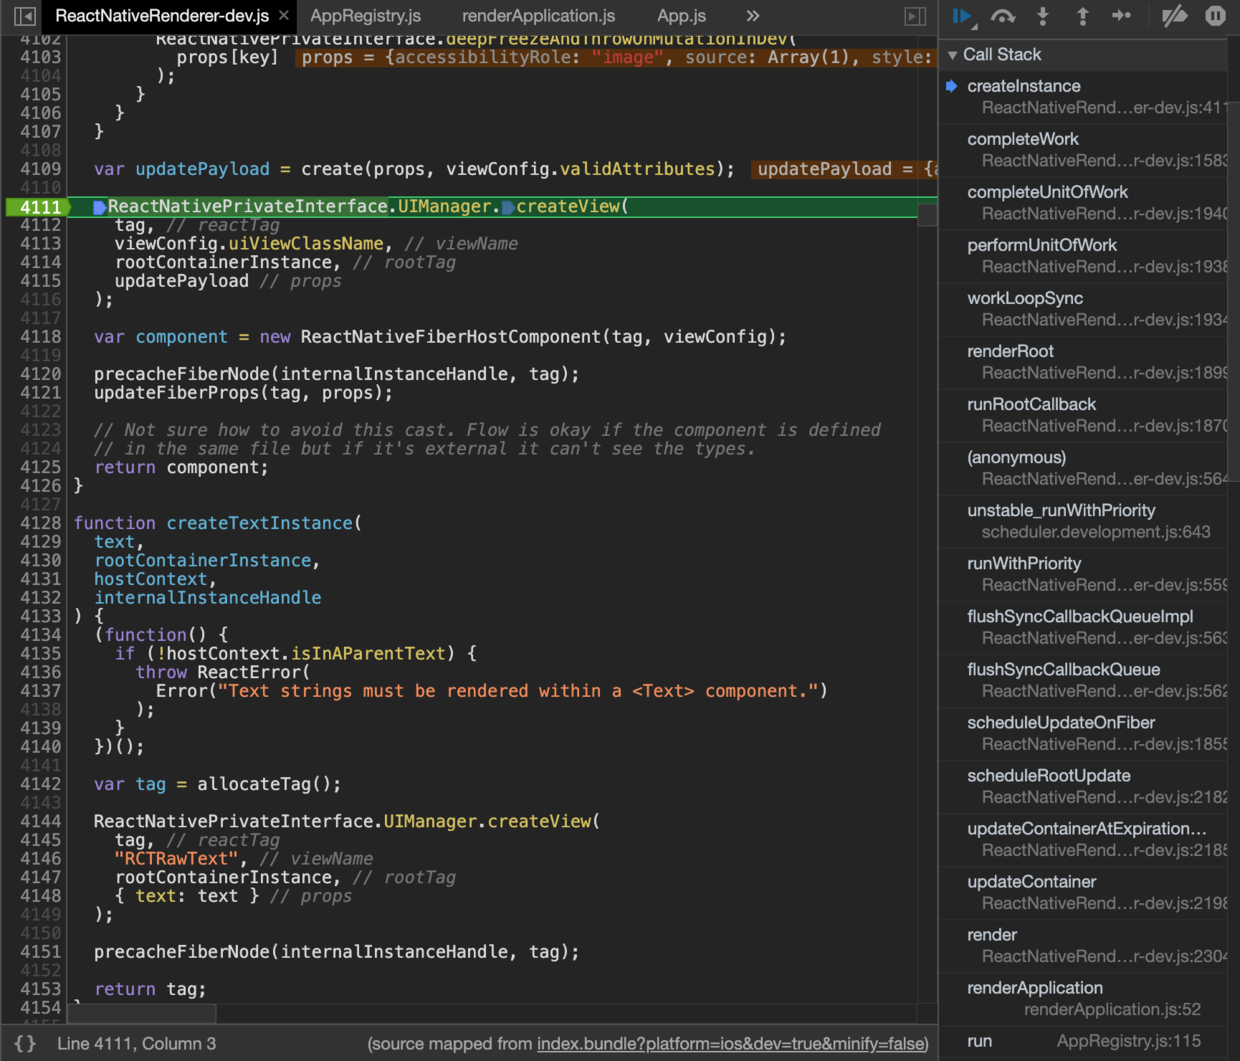 ReactNativeRenderer-dev.js × AppRegistry.js renderApplication.js App.js »
4102 ReactNativePrivateInterface.deepFreezeAndThrowOnMutationInDev(
4103 props[key] props = {accessibilityRole: "image", source: Array(1), style:
4104 );
4105 }
4106 }
4107 }
4108
4109 var updatePayload = create(props, viewConfig.validAttributes); updatePayload = {a
4110
4111 ReactNativePrivateInterface.UIManager.createView(
4112 tag, // reactTag
4113 viewConfig.uiViewClassName, // viewName
4114 rootContainerInstance, // rootTag
4115 updatePayload // props
4116 );
4117
4118 var component = new ReactNativeFiberHostComponent(tag, viewConfig);
4119
4120 precacheFiberNode(internalInstanceHandle, tag);
4121 updateFiberProps(tag, props);
4122
4123 // Not sure how to avoid this cast. Flow is okay if the component is defined
4124 // in the same file but if it's external it can't see the types.
4125 return component;
4126 }
4127
4128 function createTextInstance(
4129 text,
4130 rootContainerInstance,
4131 hostContext,
4132 internalInstanceHandle
4133 ) {
4134 (function() {
4135 if (!hostContext.isInAParentText) {
4136 throw ReactError(
4137 Error("Text strings must be rendered within a <Text> component.")
4138 );
4139 }
4140 })();
4141
4142 var tag = allocateTag();
4143
4144 ReactNativePrivateInterface.UIManager.createView(
4145 tag, // reactTag
4146 "RCTRawText", // viewName
4147 rootContainerInstance, // rootTag
4148 { text: text } // props
4149 );
4150
4151 precacheFiberNode(internalInstanceHandle, tag);
4152
4153 return tag;
4154
{} Line 4111, Column 3 (source mapped from index.bundle?platform=ios&dev=true&minify=false)
Call Stack
createInstance
ReactNativeRend…er-dev.js:411
completeWork
ReactNativeRend…r-dev.js:1583
completeUnitOfWork
ReactNativeRend…r-dev.js:1940
performUnitOfWork
ReactNativeRend…r-dev.js:1938
workLoopSync
ReactNativeRend…r-dev.js:1934
renderRoot
ReactNativeRend…r-dev.js:1899
runRootCallback
ReactNativeRend…r-dev.js:1870
(anonymous)
ReactNativeRend…er-dev.js:564
unstable_runWithPriority
scheduler.development.js:643
runWithPriority
ReactNativeRend…er-dev.js:559
flushSyncCallbackQueueImpl
ReactNativeRend…er-dev.js:563
flushSyncCallbackQueue
ReactNativeRend…er-dev.js:562
scheduleUpdateOnFiber
ReactNativeRend…r-dev.js:1855
scheduleRootUpdate
ReactNativeRend…r-dev.js:2182
updateContainerAtExpiration…
ReactNativeRend…r-dev.js:2185
updateContainer
ReactNativeRend…r-dev.js:2198
render
ReactNativeRend…r-dev.js:2304
renderApplication
renderApplication.js:52
run AppRegistry.js:115